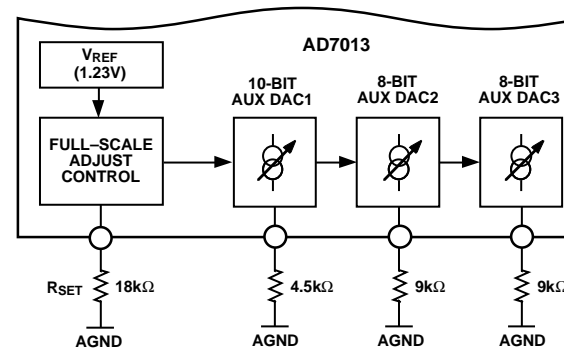 AD7013
VREF
(1.23V)
10-BIT
AUX DAC1
8-BIT
AUX DAC2
8-BIT
AUX DAC3
FULL–SCALE
ADJUST
CONTROL
RSET 18kΩ
4.5kΩ
9kΩ
9kΩ
AGND
AGND
AGND
AGND